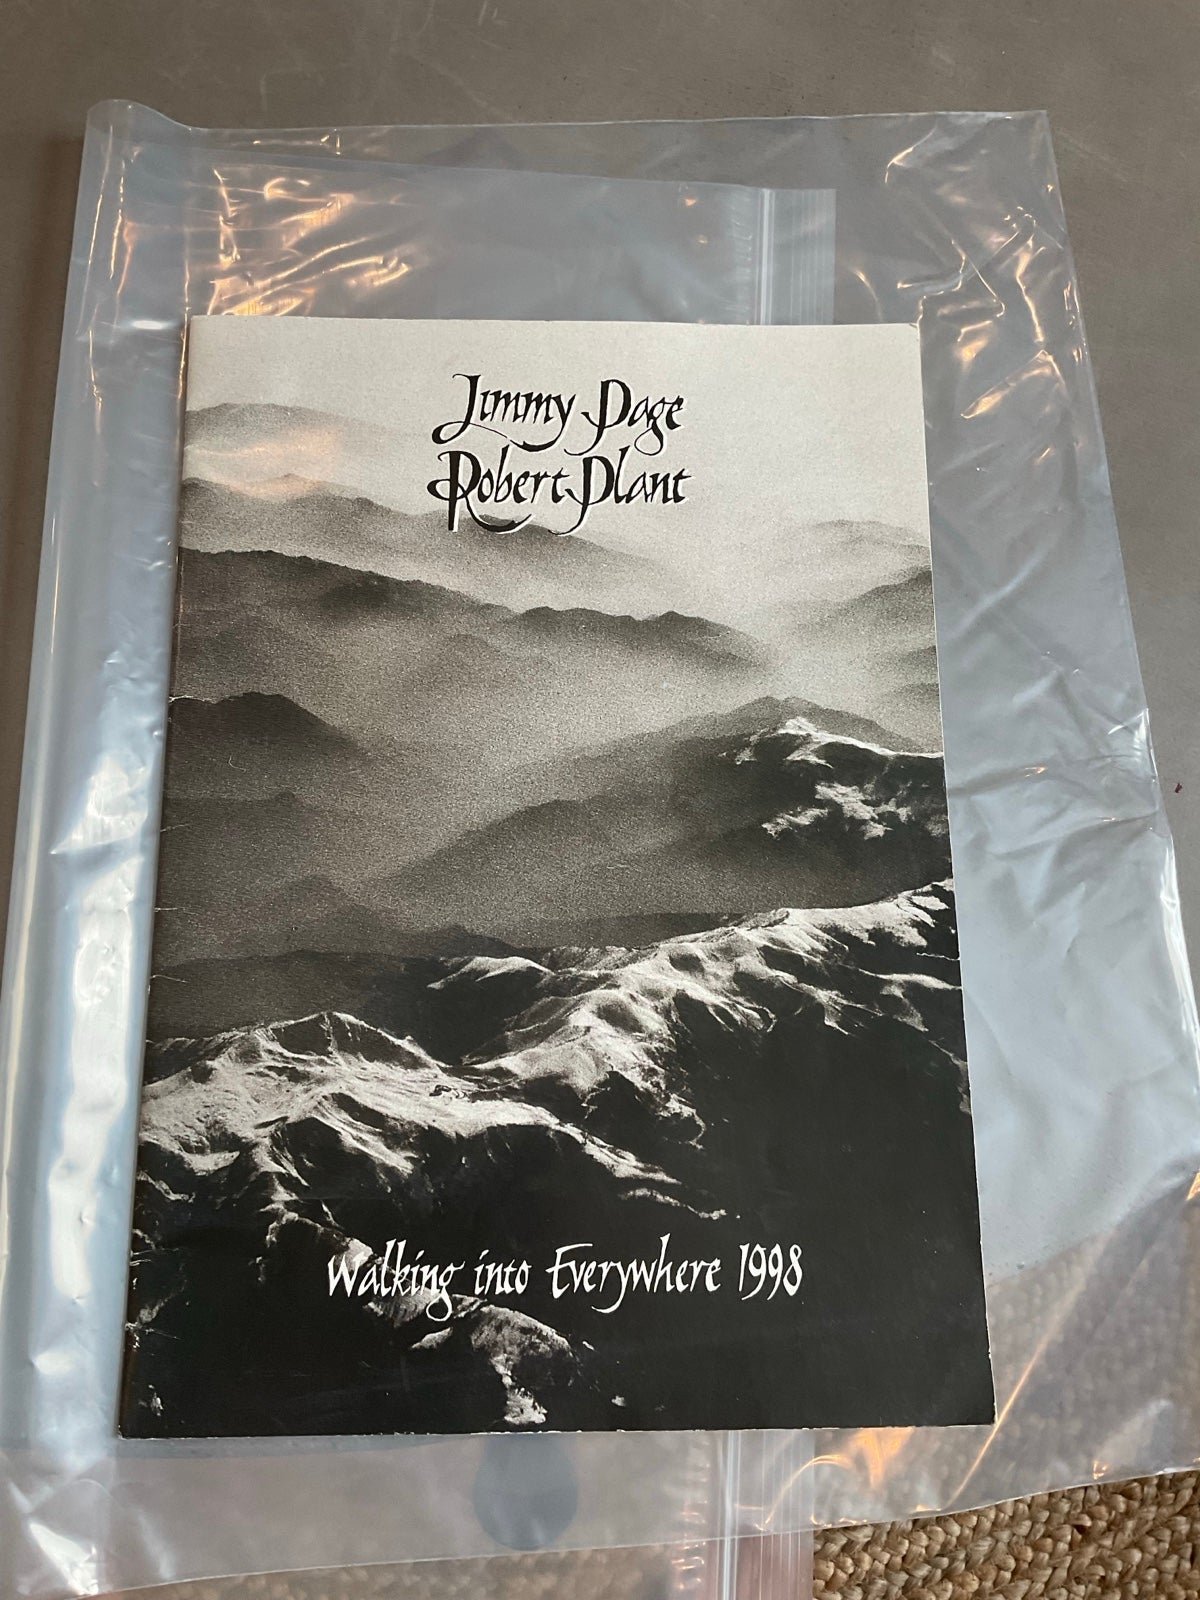 Jimmy Page
Robert Plant
Walking into Everywhere 1998